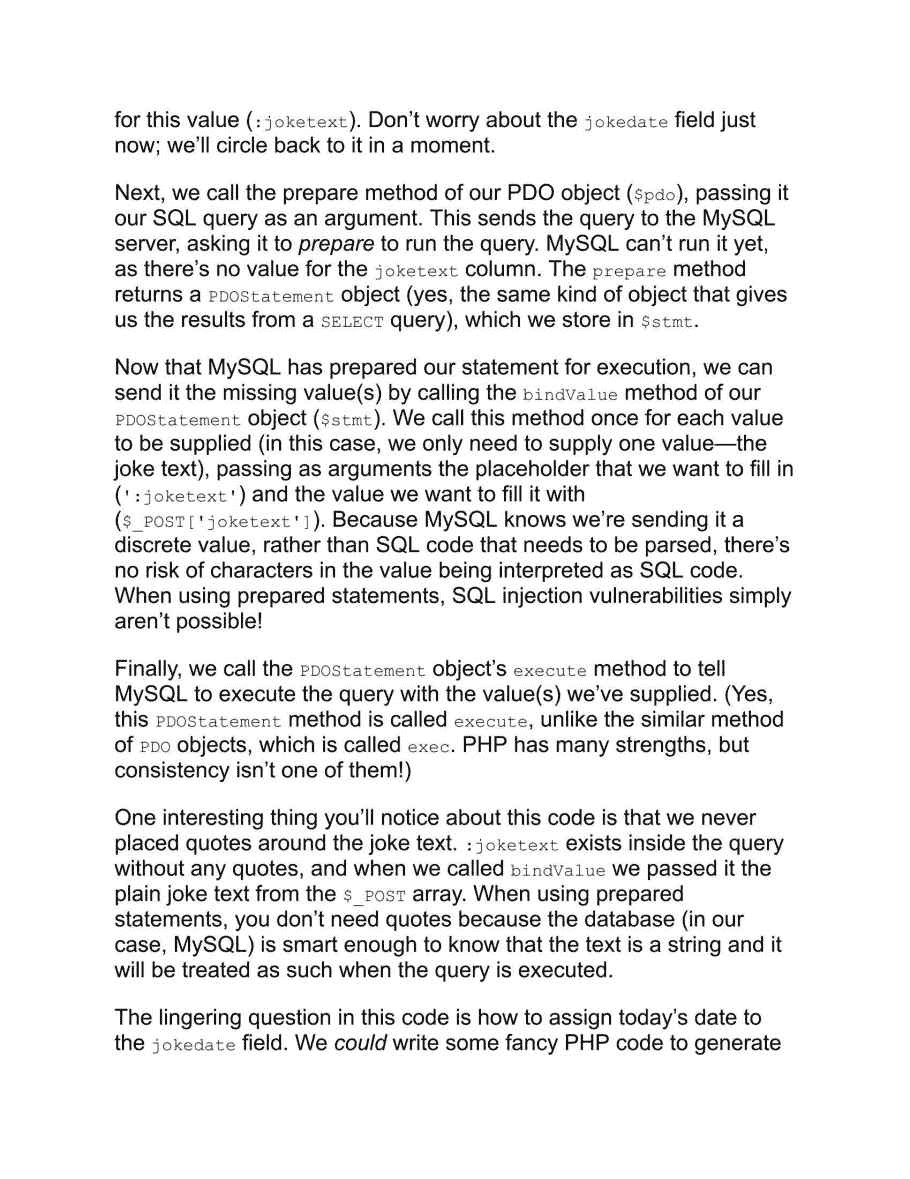 for this value (:joketext). Don’t worry about the jokedate field just
now; we’ll circle back to it in a moment.
Next, we call the prepare method of our PDO object ($pdo), passing it
our SQL query as an argument. This sends the query to the MySQL
server, asking it to prepare to run the query. MySQL can’t run it yet,
as there’s no value for the joketext column. The prepare method
returns a PDOStatement object (yes, the same kind of object that gives
us the results from a SELECT query), which we store in $stmt.
Now that MySQL has prepared our statement for execution, we can
send it the missing value(s) by calling the bindValue method of our
PDOStatement object ($stmt). We call this method once for each value
to be supplied (in this case, we only need to supply one value—the
joke text), passing as arguments the placeholder that we want to fill in
(':joketext') and the value we want to fill it with
($_POST['joketext']). Because MySQL knows we’re sending it a
discrete value, rather than SQL code that needs to be parsed, there’s
no risk of characters in the value being interpreted as SQL code.
When using prepared statements, SQL injection vulnerabilities simply
aren’t possible!
Finally, we call the PDOStatement object’s execute method to tell
MySQL to execute the query with the value(s) we’ve supplied. (Yes,
this PDOStatement method is called execute, unlike the similar method
of PDO objects, which is called exec. PHP has many strengths, but
consistency isn’t one of them!)
One interesting thing you’ll notice about this code is that we never
placed quotes around the joke text. :joketext exists inside the query
without any quotes, and when we called bindValue we passed it the
plain joke text from the $_POST array. When using prepared
statements, you don’t need quotes because the database (in our
case, MySQL) is smart enough to know that the text is a string and it
will be treated as such when the query is executed.
The lingering question in this code is how to assign today’s date to
the jokedate field. We could write some fancy PHP code to generate